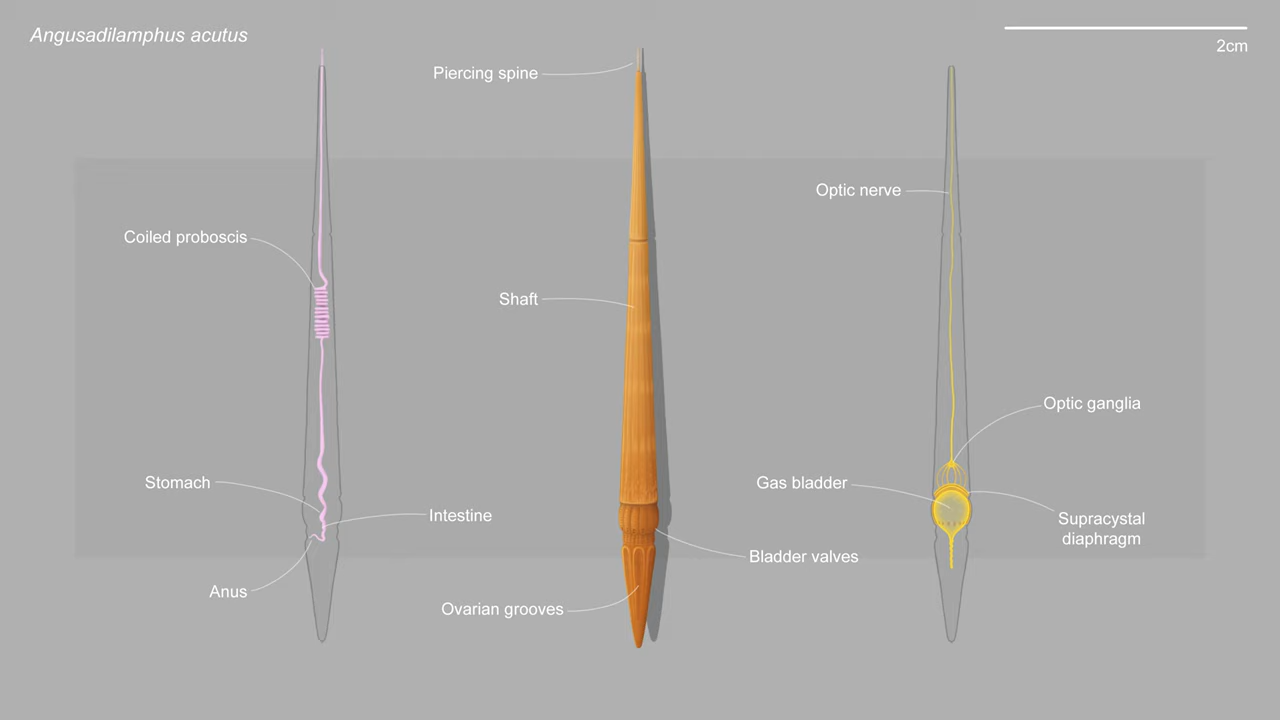 Angusadilamphus acutus
2cm
Piercing spine
Optic nerve
Coiled proboscis
Shaft
Optic ganglia
Stomach
Gas bladder
Intestine
Supracystal
diaphragm
Bladder valves
Anus
Ovarian grooves